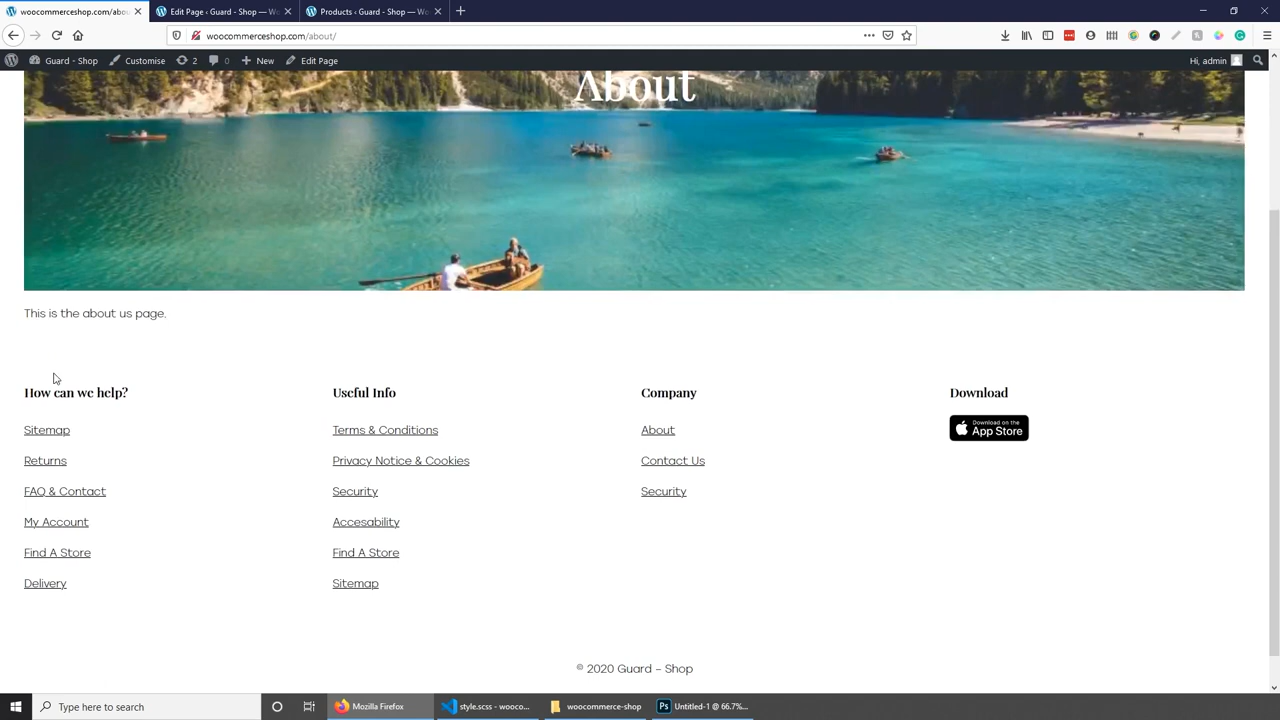 woocommerceshop.com/abou
Edit Page ‹ Guard - Shop — Wo
Products ‹ Guard - Shop — Wo
woocommerceshop.com/about/
Guard - Shop
Customise
2
0
New
Edit Page
Hi, admin
About
This is the about us page.
How can we help?
Useful Info
Company
Download
Sitemap
Terms & Conditions
About
Download on the
App Store
Returns
Privacy Notice & Cookies
Contact Us
FAQ & Contact
Security
Security
My Account
Accesability
Find A Store
Find A Store
Delivery
Sitemap
© 2020 Guard – Shop
Type here to search
Mozilla Firefox
style.scss - wooco...
woocommerce-shop
Ps
Untitled-1 @ 66.7%...